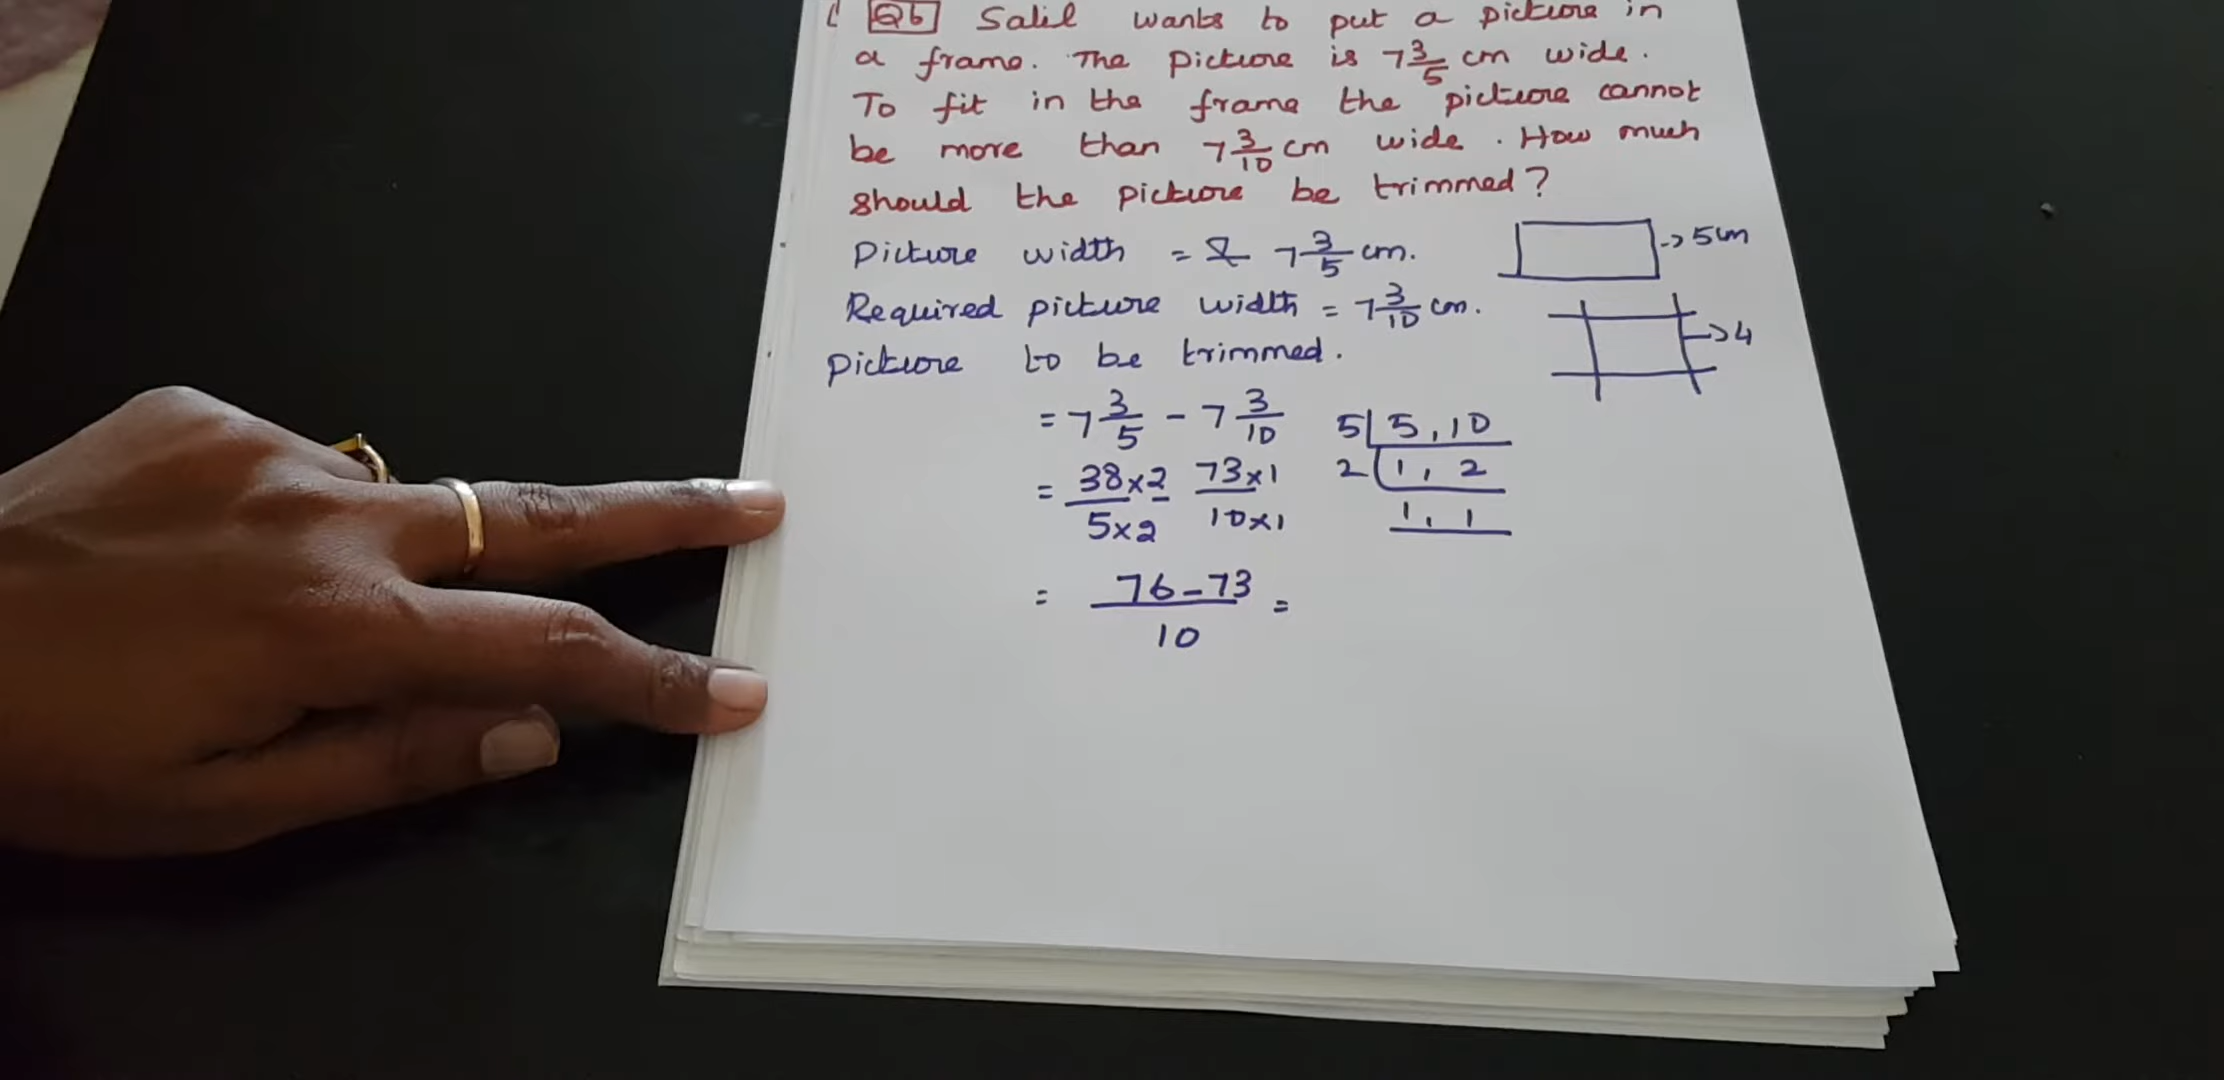 Q6 Salil wants to put a picture in
a frame. The picture is 7 3/5 cm wide.
To fit in the frame the picture cannot
be more than 7 3/10 cm wide. How much
should the picture be trimmed?
Picture width = 7 3/5 cm.
→ 5cm
Required picture width = 7 3/10 cm.
→ 4
Picture to be trimmed.
= 7 3/5 - 7 3/10
5 | 5, 10
= 38×2/5×2 - 73×1/10×1
2 | 1, 2
1, 1
= 76-73/10 =